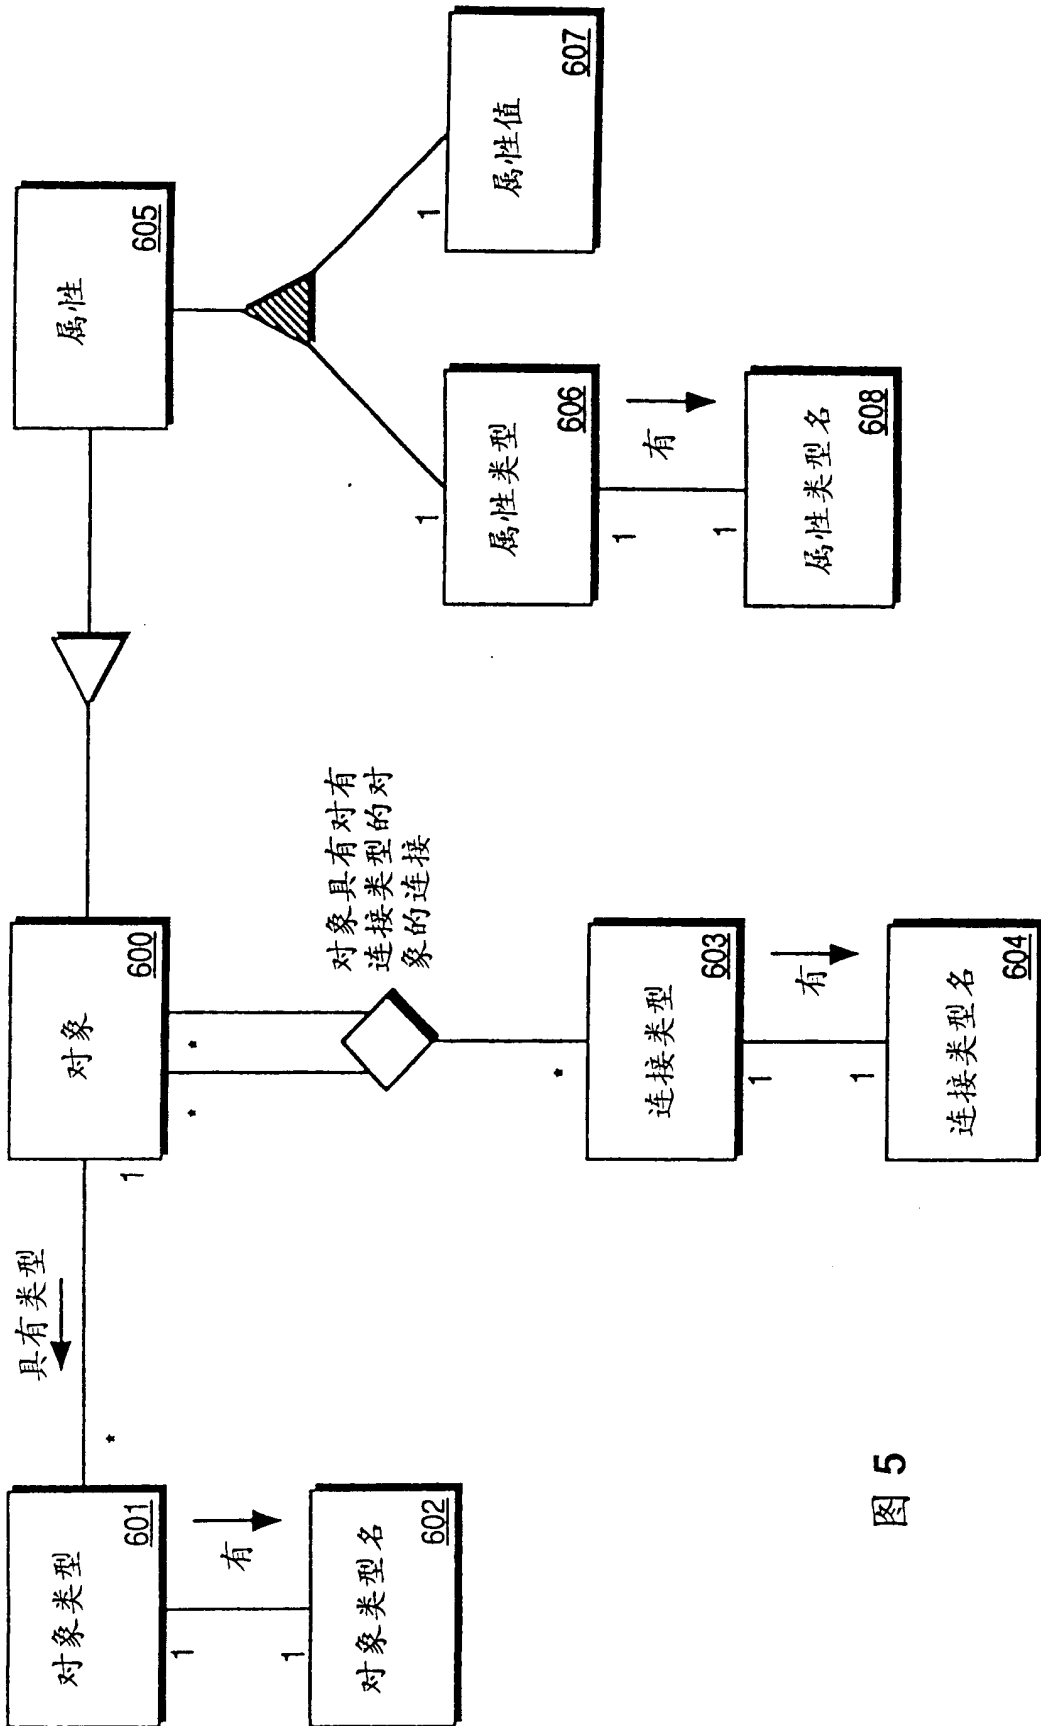 对象类型
601
1
有
1
对象类型名
602
具有类型
*
1
对象
600
*
*
对象具有对有
连接类型的对
象的连接
*
连接类型
603
1
有
1
连接类型名
604
属性
605
1
属性类型
606
1
有
1
属性类型名
608
1
属性值
607
图 5